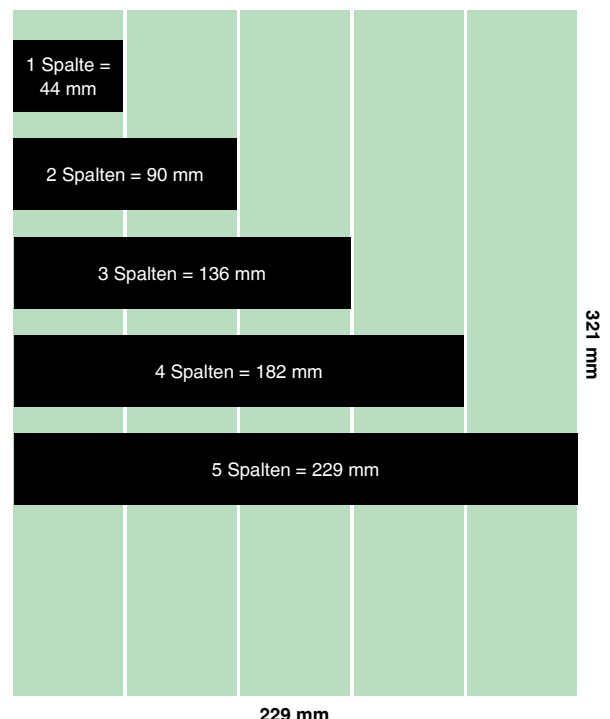 1 Spalte =
44 mm
2 Spalten = 90 mm
3 Spalten = 136 mm
4 Spalten = 182 mm
321 mm
5 Spalten = 229 mm
229 mm